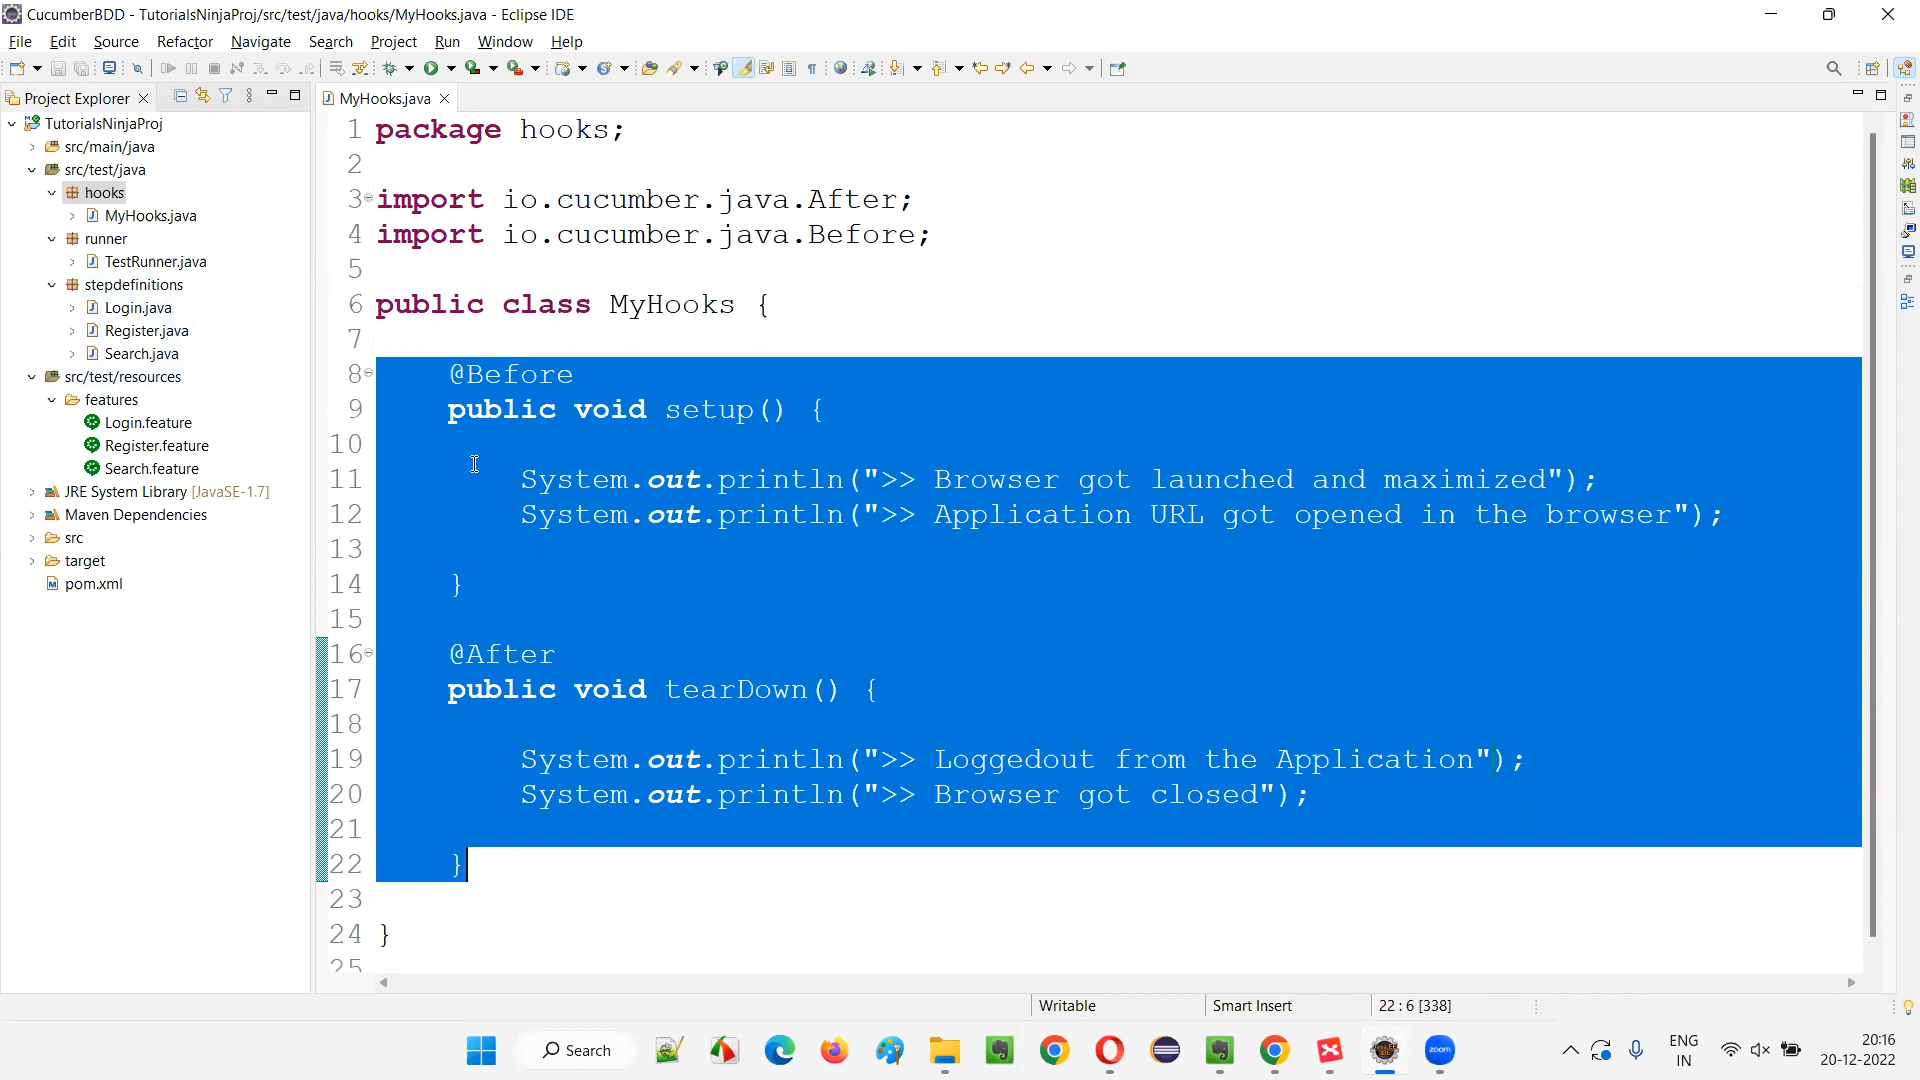 CucumberBDD - TutorialsNinjaProj/src/test/java/hooks/MyHooks.java - Eclipse IDE
File Edit Source Refactor Navigate Search Project Run Window Help
Project Explorer
MyHooks.java
TutorialsNinjaProj
src/main/java
src/test/java
hooks
MyHooks.java
runner
TestRunner.java
stepdefinitions
Login.java
Register.java
Search.java
src/test/resources
features
Login.feature
Register.feature
Search.feature
JRE System Library [JavaSE-1.7]
Maven Dependencies
src
target
pom.xml
1 package hooks;
2
3 import io.cucumber.java.After;
4 import io.cucumber.java.Before;
5
6 public class MyHooks {
7
8 @Before
9 public void setup() {
10
11 System.out.println(">> Browser got launched and maximized");
12 System.out.println(">> Application URL got opened in the browser");
13
14 }
15
16 @After
17 public void tearDown() {
18
19 System.out.println(">> Loggedout from the Application");
20 System.out.println(">> Browser got closed");
21
22 }
23
24 }
25
Writable Smart Insert 22 : 6 [338]
Search
zoom
ENG
IN
20:16
20-12-2022